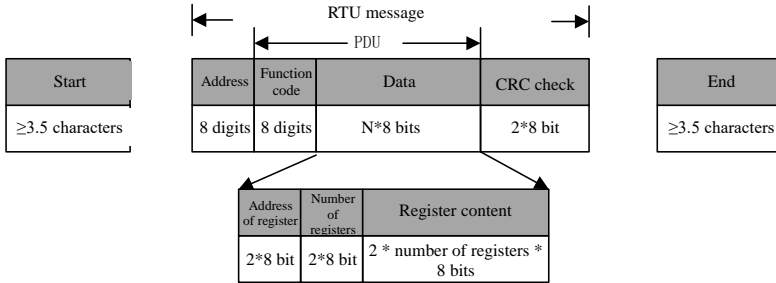 RTU message
PDU
Start
Address
Function
code
Data
CRC check
End
≥3.5 characters
8 digits
8 digits
N*8 bits
2*8 bit
≥3.5 characters
Address
of register
Number
of
registers
Register content
2*8 bit
2*8 bit
2 * number of registers *
8 bits